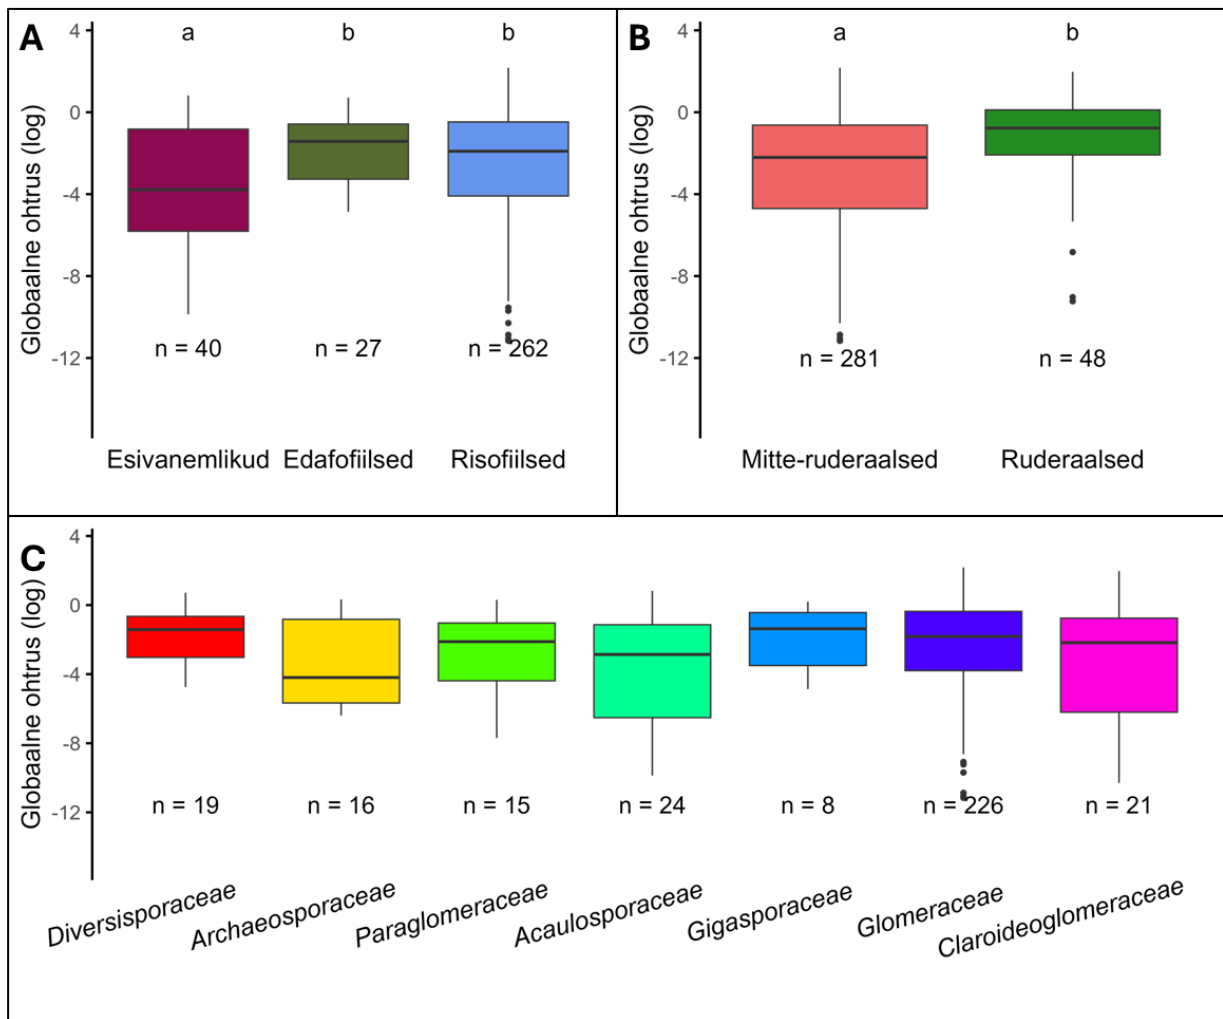 A
B
a b b
a b
Globaalne ohtrus (log)
4
0
-4
-8
-12
n = 40 n = 27 n = 262
Esivanemlikud Edafofiilsed Risofiilsed
Globaalne ohtrus (log)
4
0
-4
-8
-12
n = 281 n = 48
Mitte-ruderaalsed Ruderaalsed
C
Globaalne ohtrus (log)
4
0
-4
-8
-12
n = 19 n = 16 n = 15 n = 24 n = 8 n = 226 n = 21
Diversisporaceae Archaeosporaceae Paraglomeraceae Acaulosporaceae Gigasporaceae Glomeraceae Claroideoglomeraceae